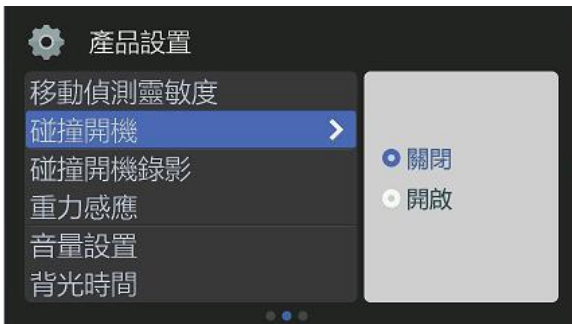 產品設置
移動偵測靈敏度
碰撞開機
碰撞開機錄影
重力感應
音量設置
背光時間
關閉
開啟